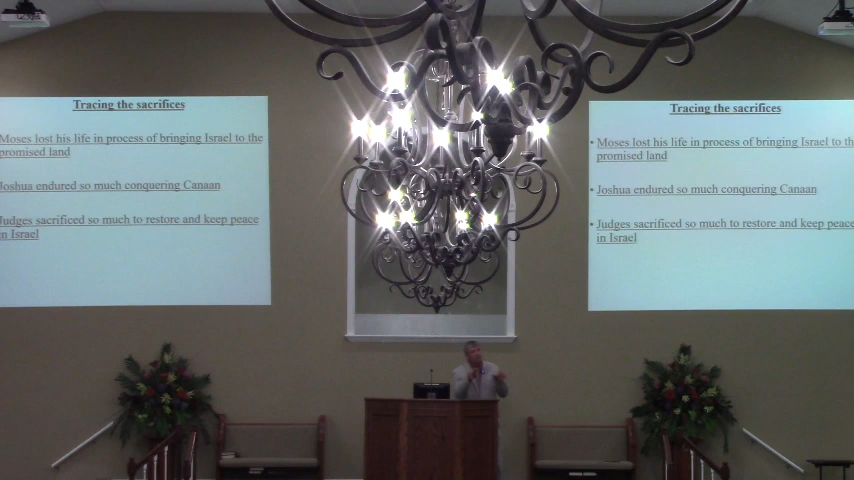 Tracing the sacrifices
Moses lost his life in process of bringing Israel to the
promised land
Joshua endured so much conquering Canaan
Judges sacrificed so much to restore and keep peace
in Israel
Tracing the sacrifices
• Moses lost his life in process of bringing Israel to the
promised land
• Joshua endured so much conquering Canaan
• Judges sacrificed so much to restore and keep peace
in Israel